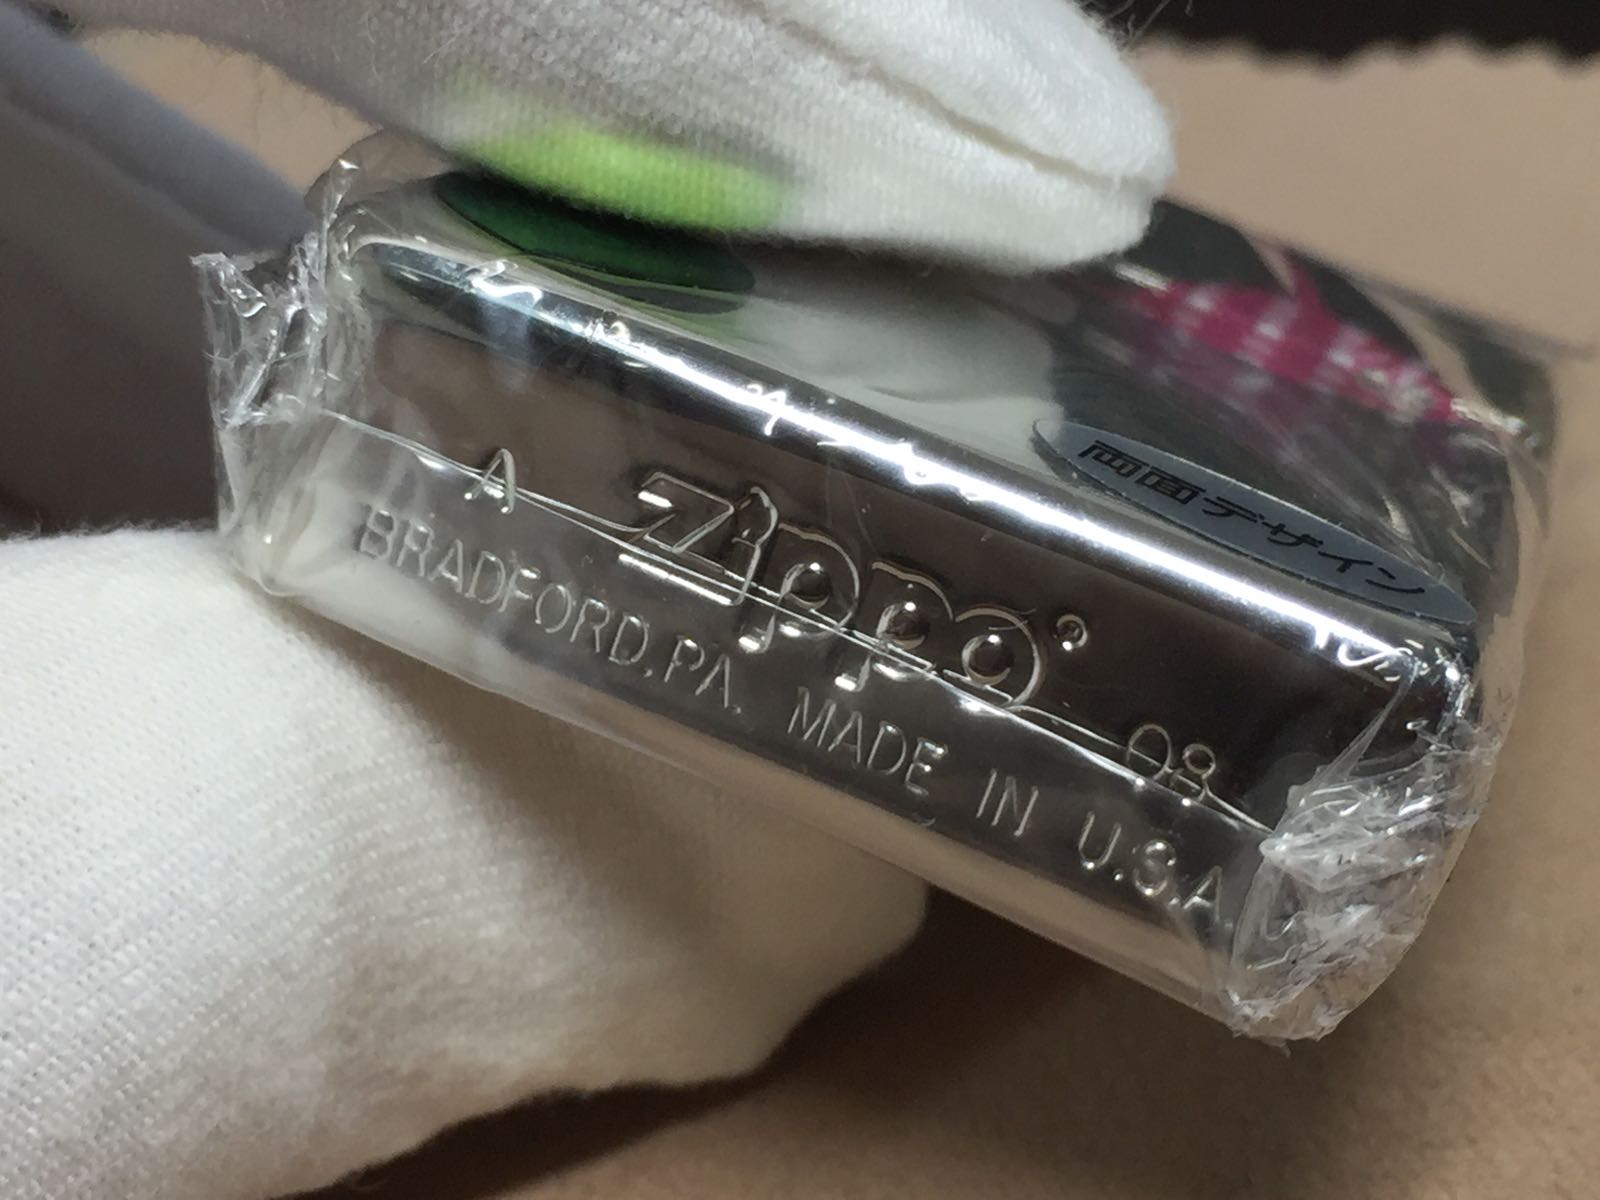 両面デザイン
A Zippo® 08
BRADFORD, PA. MADE IN U.S.A